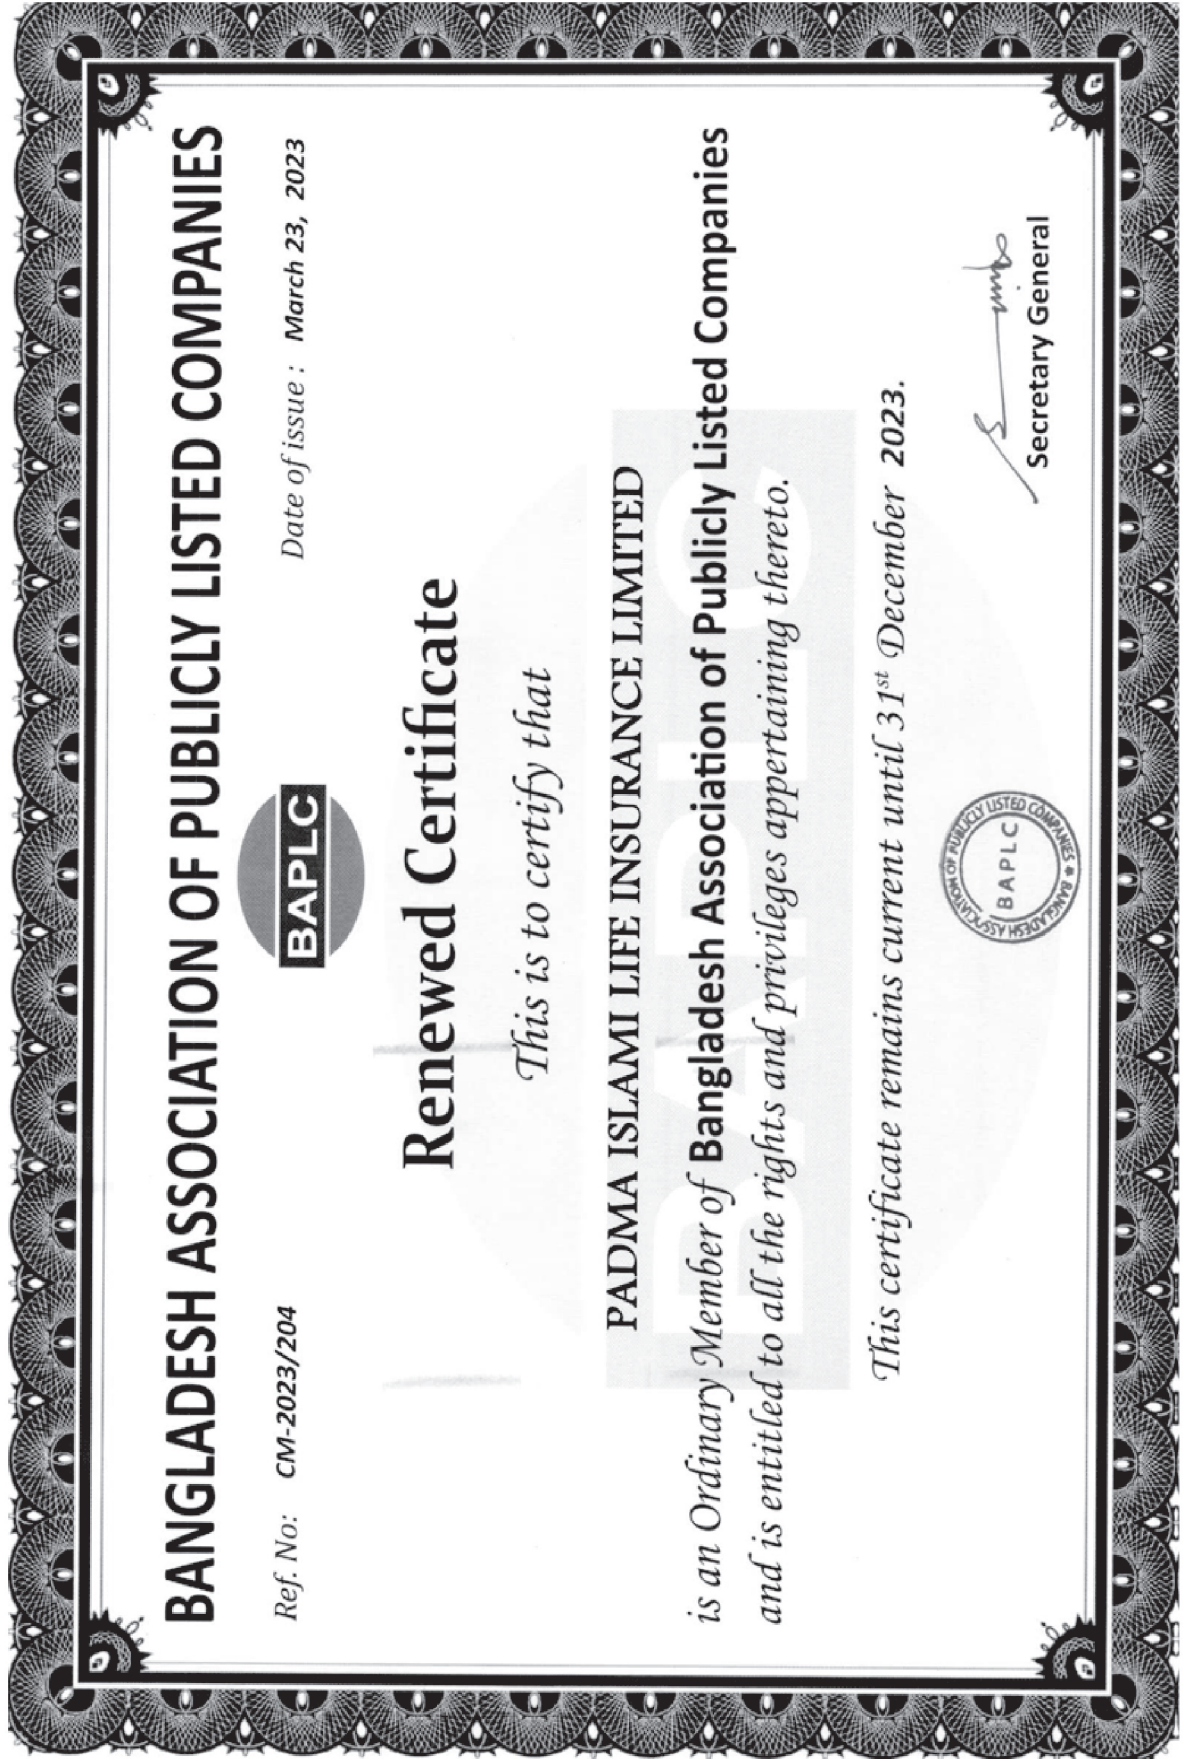 BANGLADESH ASSOCIATION OF PUBLICLY LISTED COMPANIES
Ref. No: CM-2023/204
Date of issue : March 23, 2023
BAPLC
Renewed Certificate
This is to certify that
PADMA ISLAMI LIFE INSURANCE LIMITED
is an Ordinary Member of Bangladesh Association of Publicly Listed Companies
and is entitled to all the rights and privileges appertaining thereto.
BAPLC
This certificate remains current until 31st December 2023.
BANGLADESH ASSOCIATION OF PUBLICLY LISTED COMPANIES
BAPLC
Secretary General